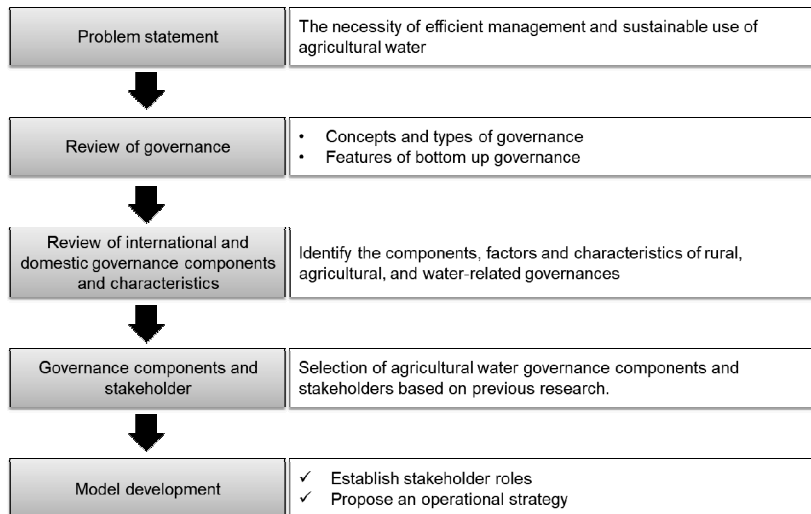 Problem statement
The necessity of efficient management and sustainable use of
agricultural water
Review of governance
• Concepts and types of governance
• Features of bottom up governance
Review of international and
domestic governance components
and characteristics
Identify the components, factors and characteristics of rural,
agricultural, and water-related governances
Governance components and
stakeholder
Selection of agricultural water governance components and
stakeholders based on previous research.
Model development
✓ Establish stakeholder roles
✓ Propose an operational strategy